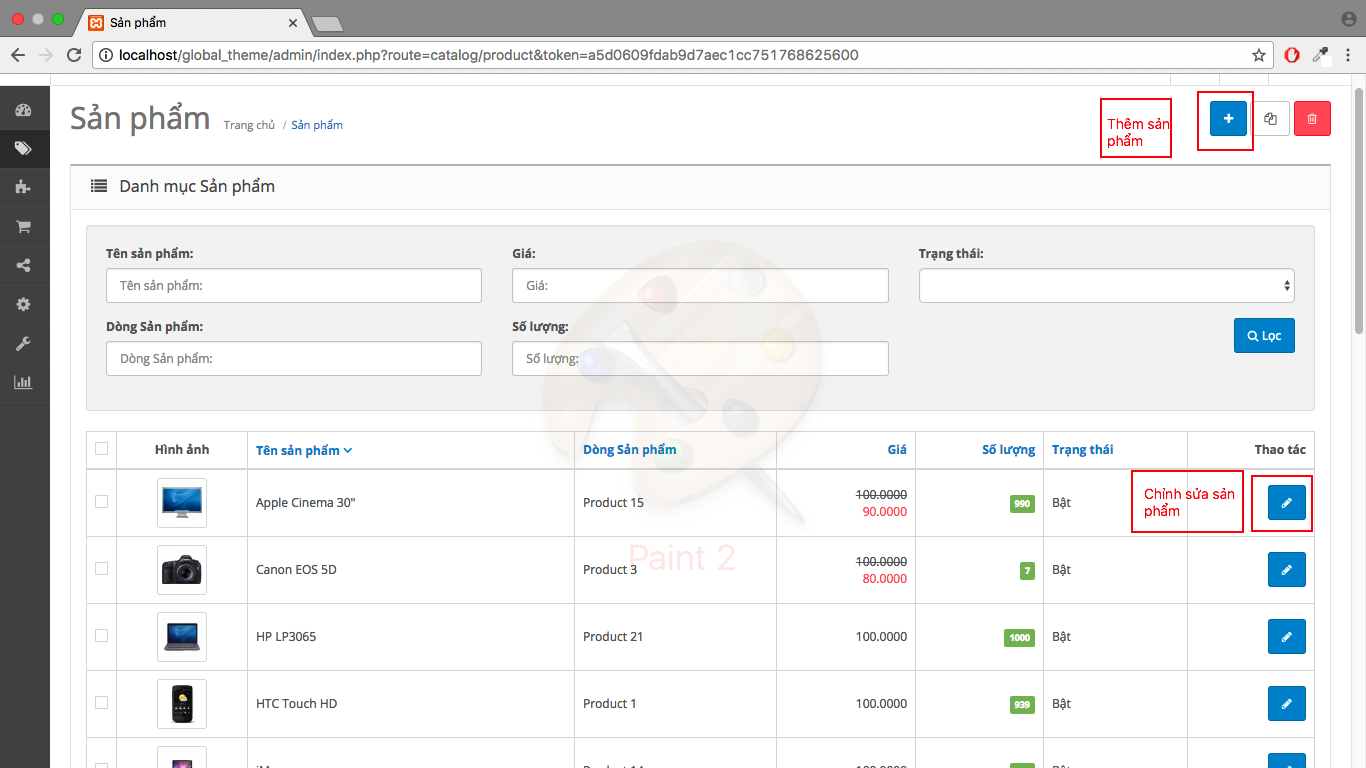 Sản phẩm
localhost/global_theme/admin/index.php?route=catalog/product&token=a5d0609fdab9d7aec1cc751768625600
Sản phẩm Trang chủ / Sản phẩm
Thêm sản
phẩm
Danh mục Sản phẩm
Tên sản phẩm: Giá: Trạng thái:
Tên sản phẩm: Giá:
Dòng Sản phẩm: Số lượng:
Dòng Sản phẩm: Số lượng:
Lọc
Hình ảnh Tên sản phẩm Dòng Sản phẩm Giá Số lượng Trạng thái Thao tác
Apple Cinema 30" Product 15 100.0000 90.0000 990 Bật
Chỉnh sửa sản
phẩm
Paint 2
Canon EOS 5D Product 3 100.0000 80.0000 7 Bật
HP LP3065 Product 21 100.0000 1000 Bật
HTC Touch HD Product 1 100.0000 939 Bật